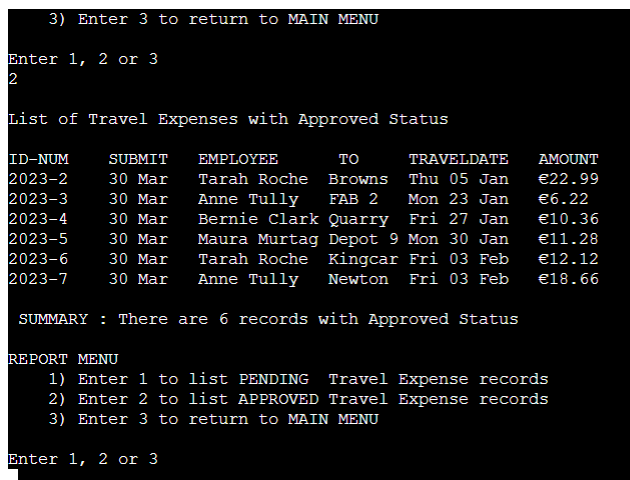 3) Enter 3 to return to MAIN MENU
Enter 1, 2 or 3
2
List of Travel Expenses with Approved Status
ID-NUM    SUBMIT   EMPLOYEE      TO     TRAVELDATE   AMOUNT
2023-2    30 Mar   Tarah Roche  Browns  Thu 05 Jan   €22.99
2023-3    30 Mar   Anne Tully   FAB 2   Mon 23 Jan   €6.22
2023-4    30 Mar   Bernie Clark Quarry  Fri 27 Jan   €10.36
2023-5    30 Mar   Maura Murtag Depot 9 Mon 30 Jan   €11.28
2023-6    30 Mar   Tarah Roche  Kingcar Fri 03 Feb   €12.12
2023-7    30 Mar   Anne Tully   Newton  Fri 03 Feb   €18.66
SUMMARY : There are 6 records with Approved Status
REPORT MENU
1) Enter 1 to list PENDING  Travel Expense records
2) Enter 2 to list APPROVED Travel Expense records
3) Enter 3 to return to MAIN MENU
Enter 1, 2 or 3